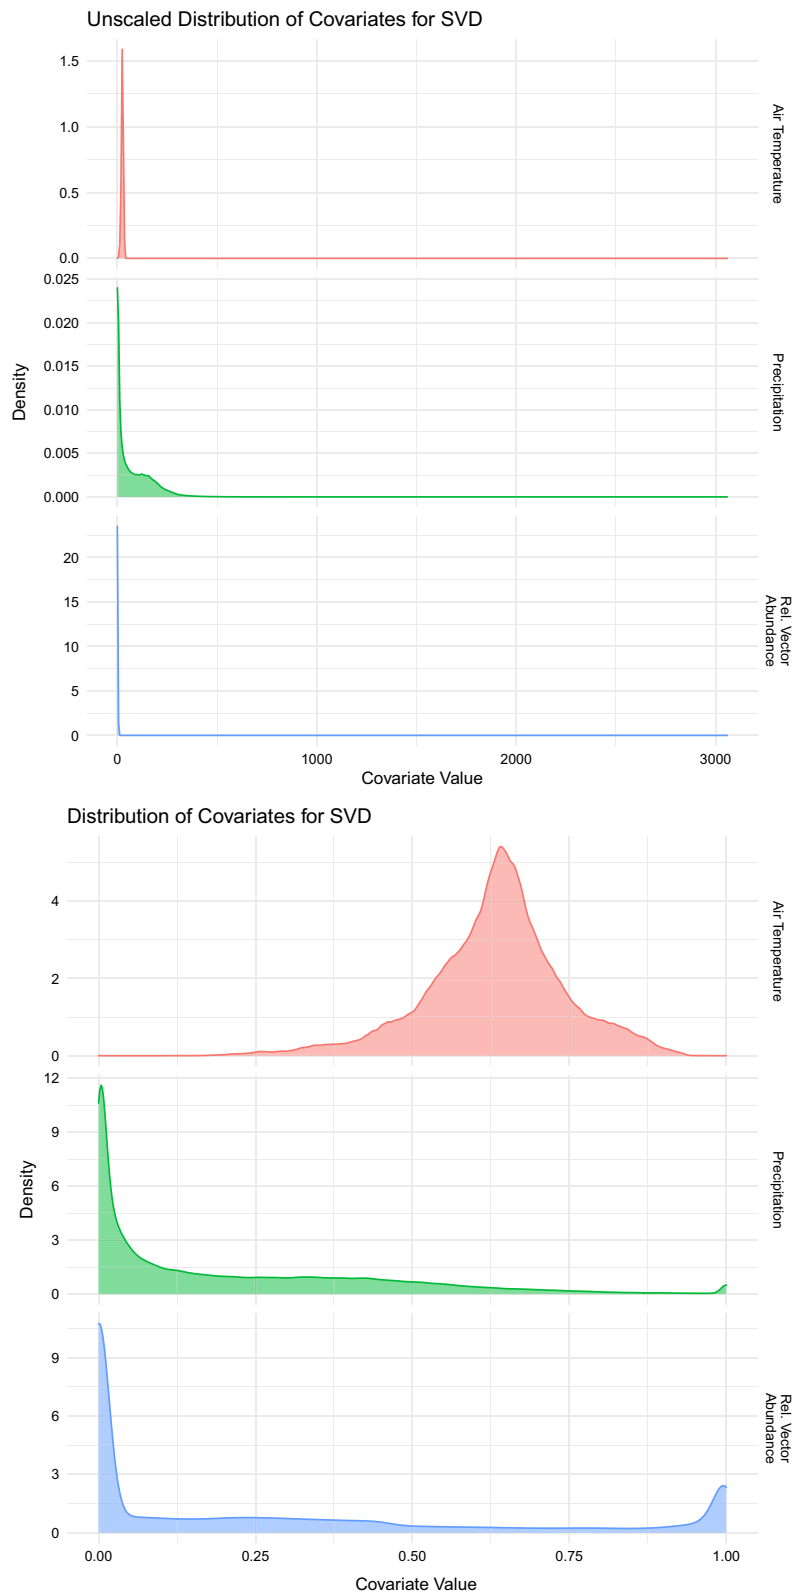 Unscaled Distribution of Covariates for SVD
1.5
1.0
0.5
0.0
Air Temperature
0.025
0.020
0.015
0.010
0.005
0.000
Precipitation
Density
20
15
10
5
0
Rel. Vector
Abundance
0 1000 2000 3000
Covariate Value
Distribution of Covariates for SVD
4
2
0
Air Temperature
12
9
6
3
0
Precipitation
Density
9
6
3
0
Rel. Vector
Abundance
0.00 0.25 0.50 0.75 1.00
Covariate Value